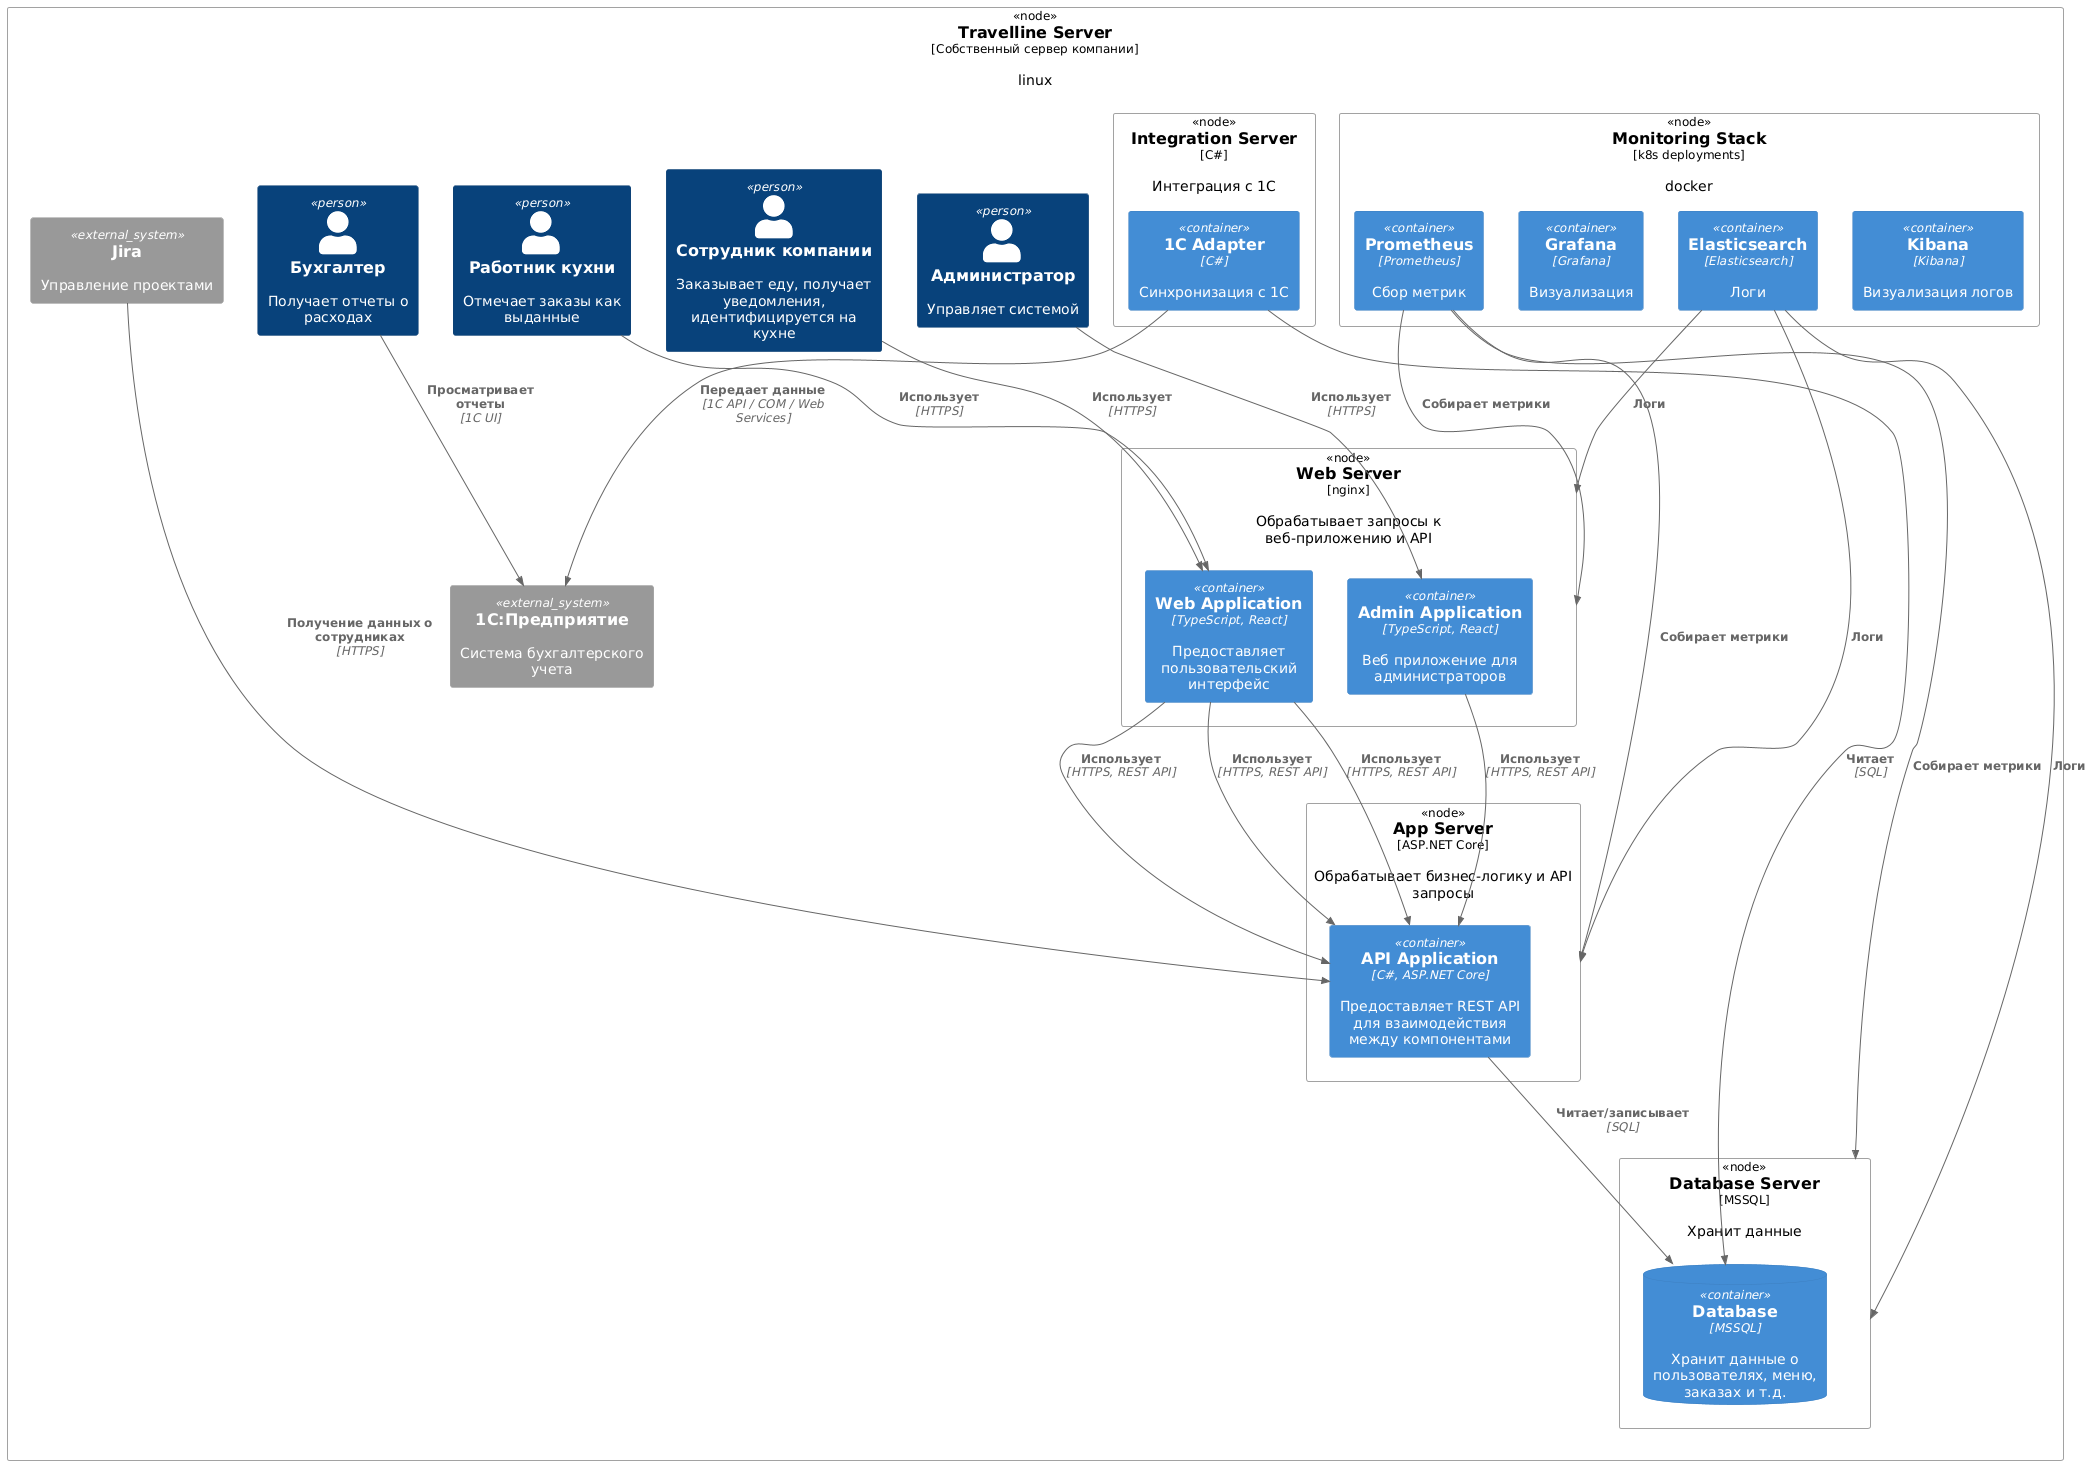 «node»
Travelline Server
[Собственный сервер компании]
linux
«node»
Integration Server
[C#]
Интеграция с 1С
«container»
1C Adapter
[C#]
Синхронизация с 1С
«node»
Monitoring Stack
[k8s deployments]
docker
«container»
Prometheus
[Prometheus]
Сбор метрик
«container»
Grafana
[Grafana]
Визуализация
«container»
Elasticsearch
[Elasticsearch]
Логи
«container»
Kibana
[Kibana]
Визуализация логов
«external_system»
Jira
Управление проектами
«person»
Бухгалтер
Получает отчеты о
расходах
«person»
Работник кухни
Отмечает заказы как
выданные
«person»
Сотрудник компании
Заказывает еду, получает
уведомления,
идентифицируется на
кухне
«person»
Администратор
Управляет системой
Просматривает
отчеты
[1C UI]
Передает данные
[1C API / COM / Web
Services]
Использует
[HTTPS]
Использует
[HTTPS]
Использует
[HTTPS]
Собирает метрики
Логи
«node»
Web Server
[nginx]
Обрабатывает запросы к
веб-приложению и API
«container»
Web Application
[TypeScript, React]
Предоставляет
пользовательский
интерфейс
«container»
Admin Application
[TypeScript, React]
Веб приложение для
администраторов
Получение данных о
сотрудниках
[HTTPS]
«external_system»
1С:Предприятие
Система бухгалтерского
учета
Собирает метрики
Логи
Использует
[HTTPS, REST API]
Использует
[HTTPS, REST API]
Использует
[HTTPS, REST API]
Использует
[HTTPS, REST API]
Читает
[SQL]
Собирает метрики
Логи
«node»
App Server
[ASP.NET Core]
Обрабатывает бизнес-логику и API
запросы
«container»
API Application
[C#, ASP.NET Core]
Предоставляет REST API
для взаимодействия
между компонентами
Читает/записывает
[SQL]
«node»
Database Server
[MSSQL]
Хранит данные
«container»
Database
[MSSQL]
Хранит данные о
пользователях, меню,
заказах и т.д.